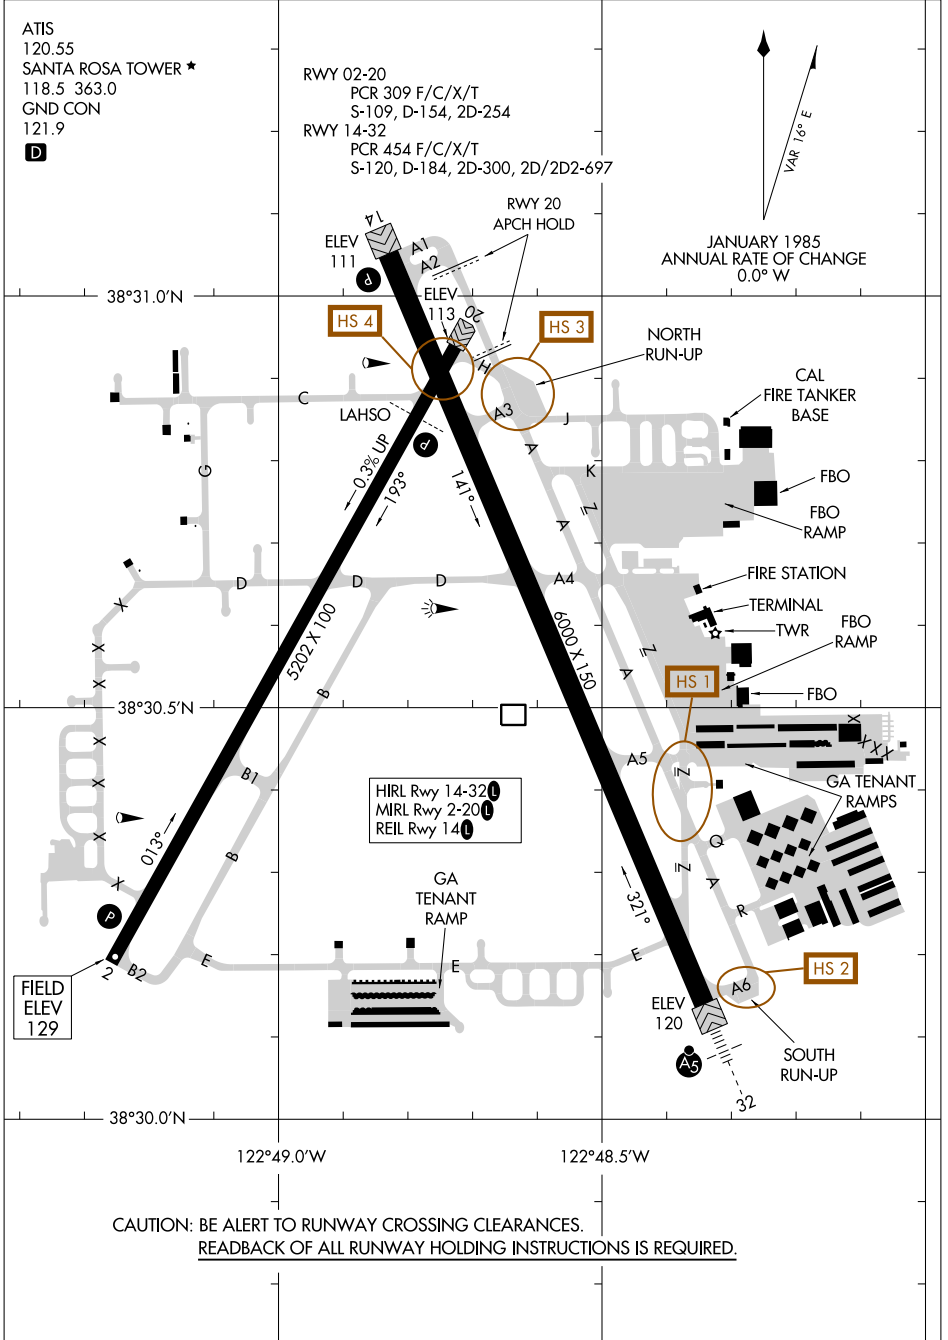 ATIS
120.55
SANTA ROSA TOWER ★
118.5 363.0
GND CON
121.9
D
RWY 02-20
PCR 309 F/C/X/T
S-109, D-154, 2D-254
RWY 14-32
PCR 454 F/C/X/T
S-120, D-184, 2D-300, 2D/2D2-697
VAR 16° E
JANUARY 1985
ANNUAL RATE OF CHANGE
0.0° W
RWY 20
APCH HOLD
14
ELEV
111
A1
A2
P
38°31.0'N
ELEV
113
20
HS 4
HS 3
NORTH
RUN-UP
H
CAL
FIRE TANKER
BASE
C
LAHSO
A3
J
A
P
0.3% UP
193°
141°
G
K
Z
A
FBO
FBO
RAMP
D
D
D
A4
FIRE STATION
TERMINAL
TWR
FBO
RAMP
X
5202 X 100
6000 X 150
X
B
Z
A
HS 1
FBO
X
38°30.5'N
X
A5
Z
X
X X X
B1
X
GA TENANT
RAMPS
HIRL Rwy 14-32 L
MIRL Rwy 2-20 L
REIL Rwy 14 L
013°
X
B
Q
Z
A
X
GA
TENANT
RAMP
321°
R
P
E
E
E
2
B2
HS 2
A6
FIELD
ELEV
129
ELEV
120
A5
SOUTH
RUN-UP
32
38°30.0'N
122°49.0'W
122°48.5'W
CAUTION: BE ALERT TO RUNWAY CROSSING CLEARANCES.
READBACK OF ALL RUNWAY HOLDING INSTRUCTIONS IS REQUIRED.